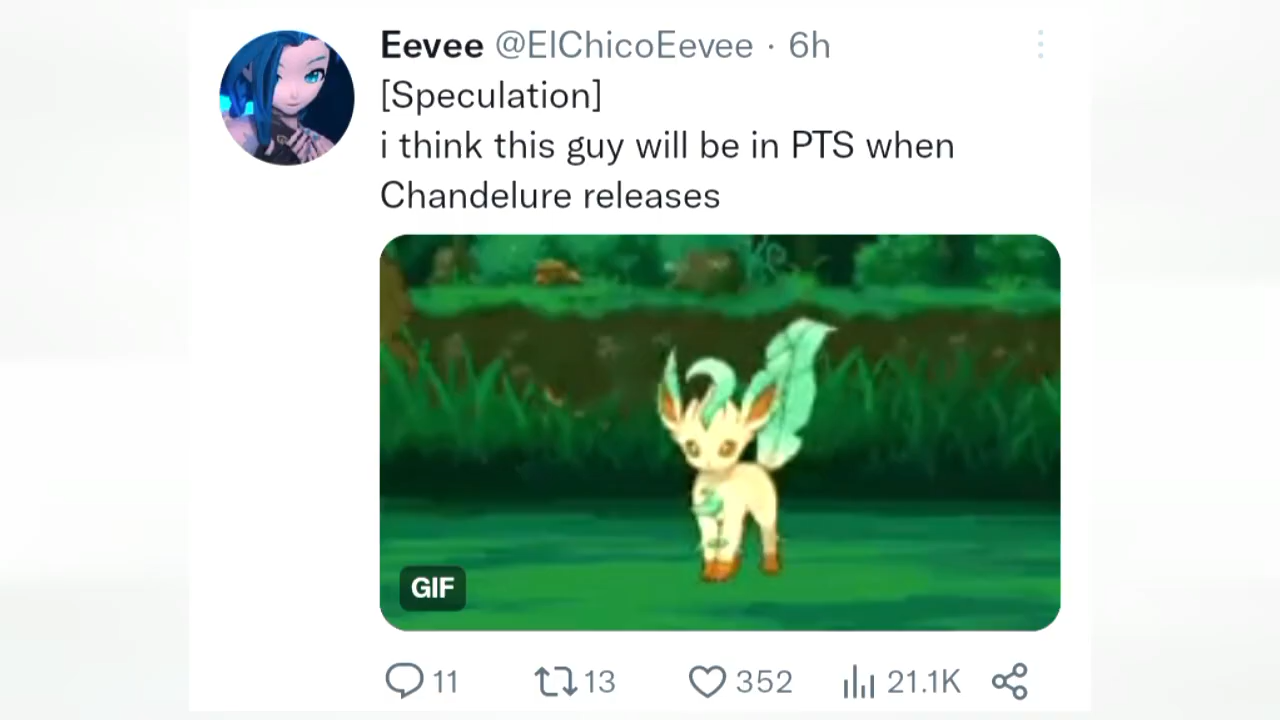 Eevee @ElChicoEevee · 6h
[Speculation]
i think this guy will be in PTS when
Chandelure releases
GIF
11 13 352 21.1K